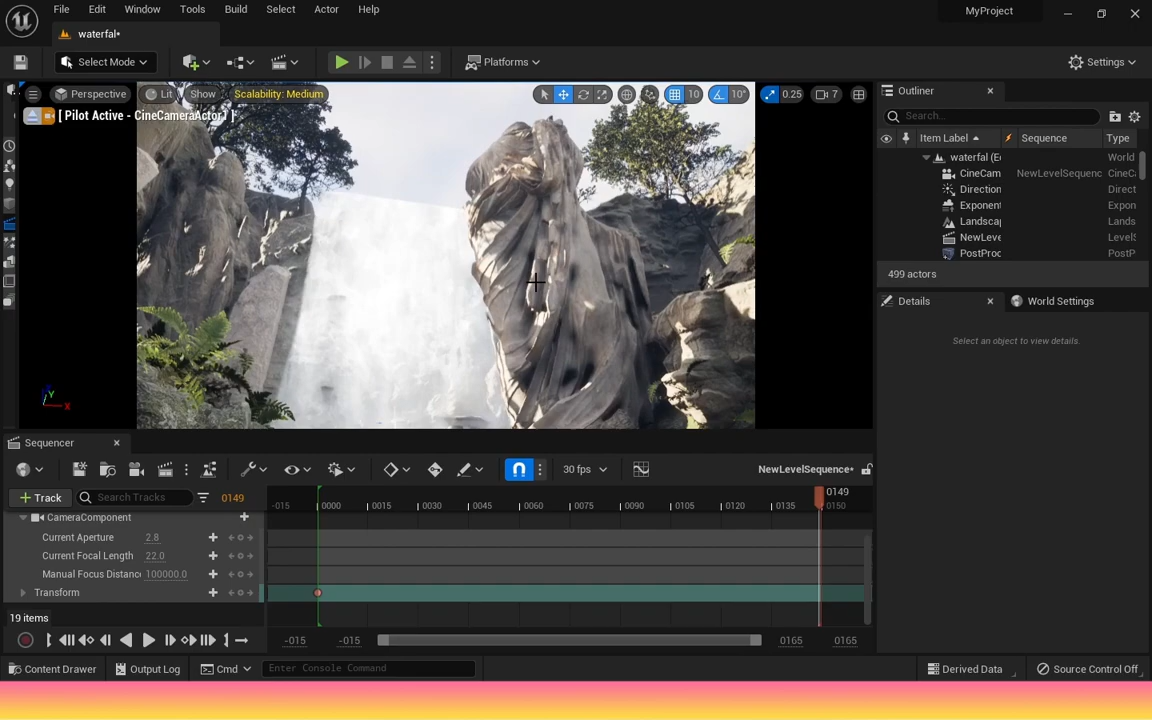 File Edit Window Tools Build Select Actor Help
MyProject
waterfal*
Select Mode
Platforms
Settings
Perspective Lit Show Scalability: Medium
10 10° 0.25 7
[ Pilot Active - CineCameraActor1 ]
Outliner
Search...
Item Label Sequence Type
waterfal (E World
CineCam NewLevelSequenc CineC
Direction Direct
Exponent Expon
Landsca Lands
NewLeve LevelS
PostProc PostP
499 actors
Details
World Settings
Select an object to view details.
X
Y
Sequencer
30 fps
NewLevelSequence*
Track
Search Tracks
0149
0149
-015 0000 0015 0030 0045 0060 0075 0090 0105 0120 0135 0150
CameraComponent
Current Aperture 2.8
Current Focal Length 22.0
Manual Focus Distanc 100000.0
Transform
19 items
-015 -015 0165 0165
Content Drawer
Output Log
Cmd
Enter Console Command
Derived Data
Source Control Off